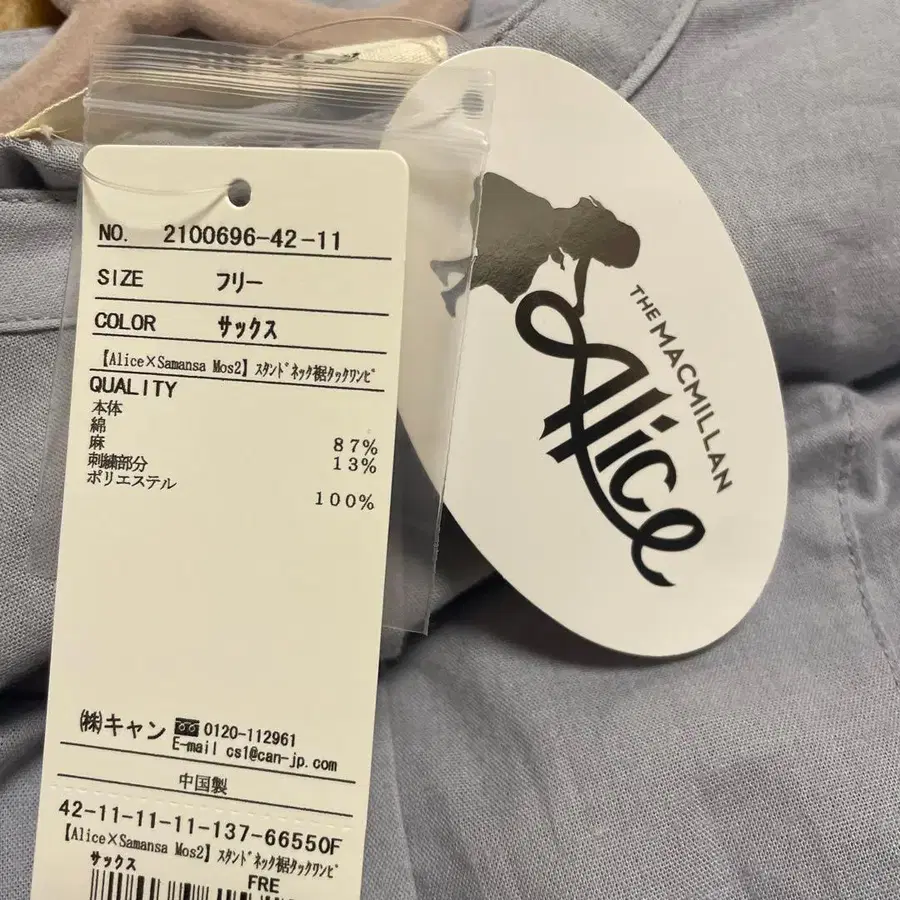 NO. 2100696-42-11
SIZE フリー
COLOR サックス
【Alice×Samansa Mos2】スタンドネック裾タックワンピ
QUALITY
本体
綿 87%
麻 13%
刺繍部分
ポリエステル 100%
㈱キャン 0120-112961
E-mail cs1@can-jp.com
中国製
42-11-11-11-137-66550F
【Alice×Samansa Mos2】スタンドネック裾タックワンピ
サックス
FRE
THE MACMILLAN
Alice